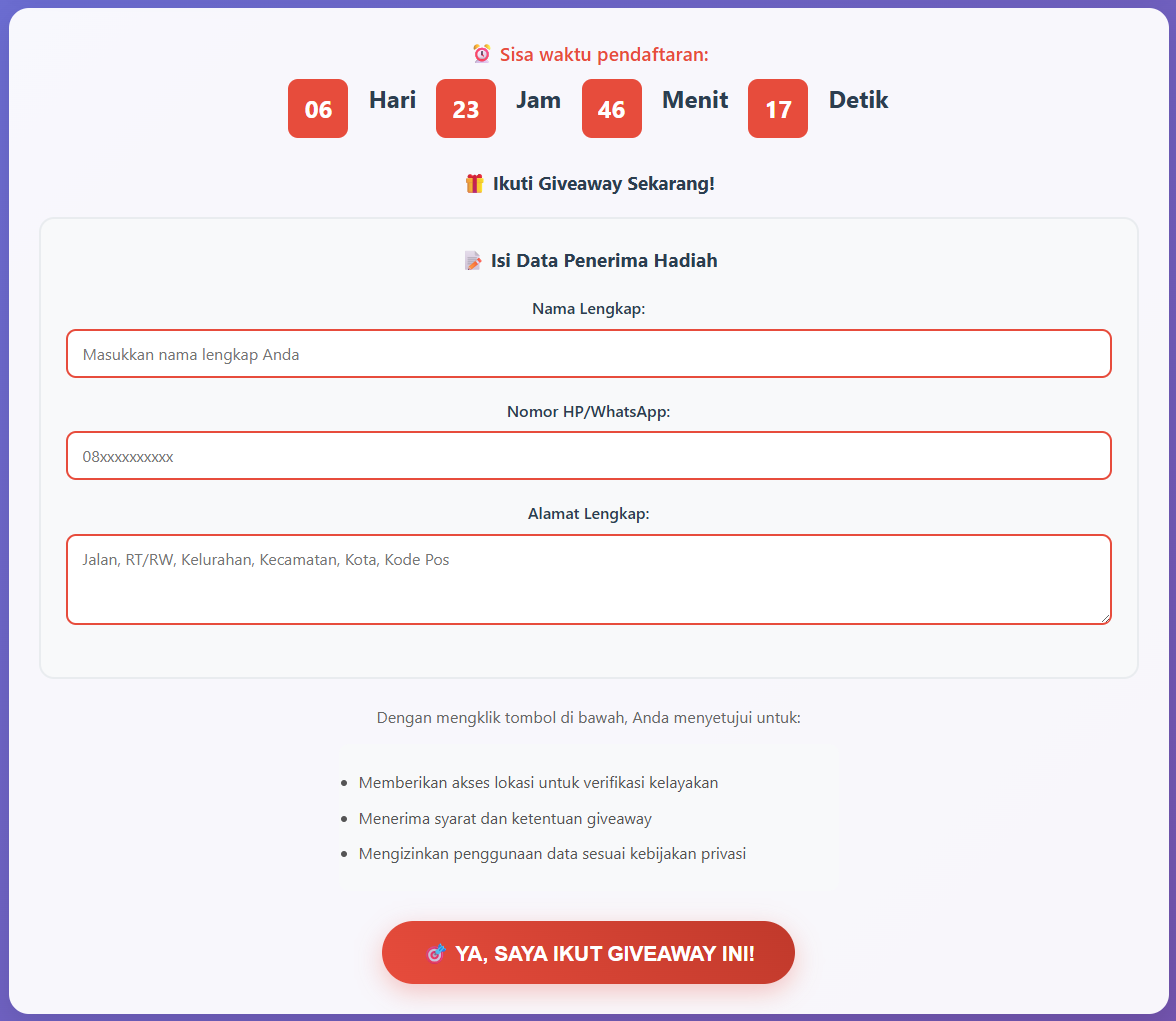 ⏰ Sisa waktu pendaftaran:
06 Hari 23 Jam 46 Menit 17 Detik
🎁 Ikuti Giveaway Sekarang!
📝 Isi Data Penerima Hadiah
Nama Lengkap:
Masukkan nama lengkap Anda
Nomor HP/WhatsApp:
08xxxxxxxxxx
Alamat Lengkap:
Jalan, RT/RW, Kelurahan, Kecamatan, Kota, Kode Pos
Dengan mengklik tombol di bawah, Anda menyetujui untuk:
• Memberikan akses lokasi untuk verifikasi kelayakan
• Menerima syarat dan ketentuan giveaway
• Mengizinkan penggunaan data sesuai kebijakan privasi
🎯 YA, SAYA IKUT GIVEAWAY INI!